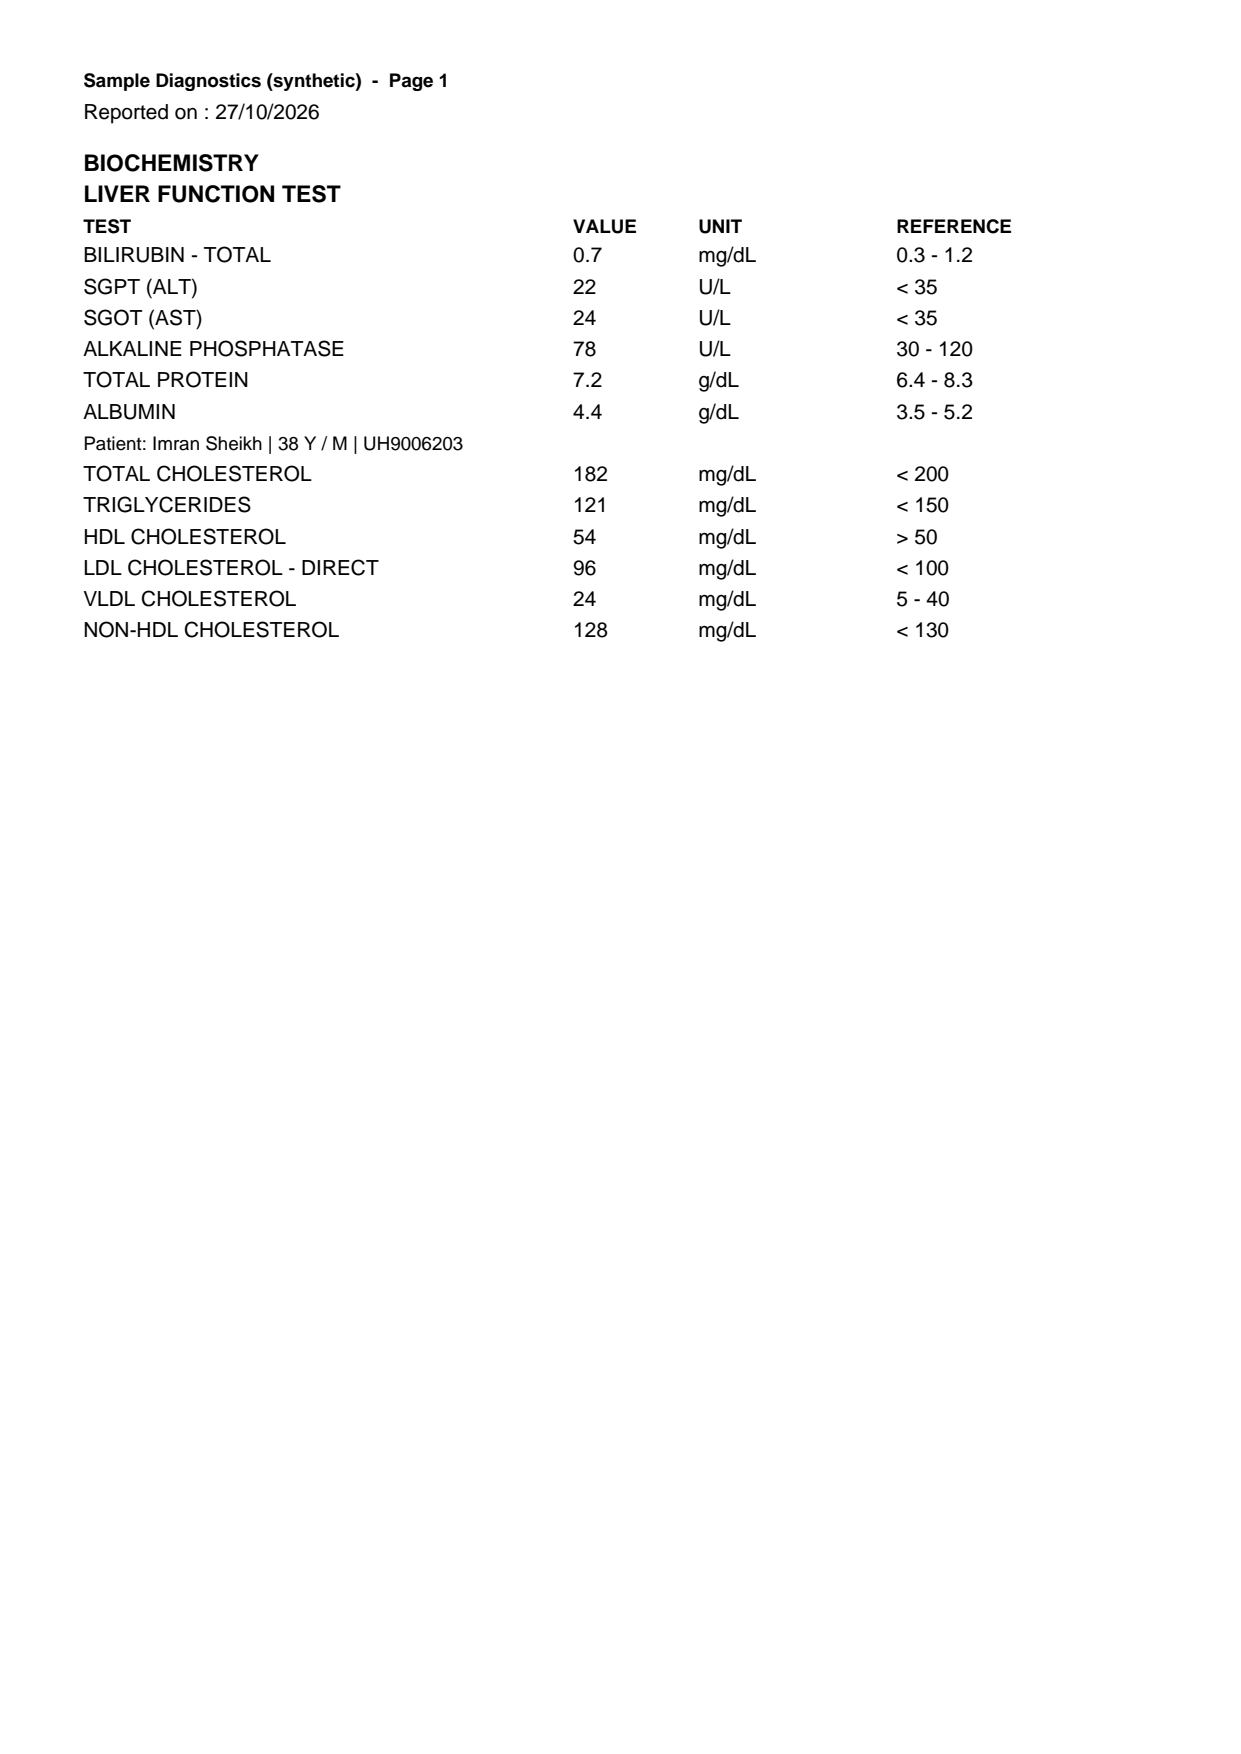 Sample Diagnostics (synthetic) - Page 1
Reported on : 27/10/2026
BIOCHEMISTRY
LIVER FUNCTION TEST
TEST VALUE UNIT REFERENCE
BILIRUBIN - TOTAL 0.7 mg/dL 0.3 - 1.2
SGPT (ALT) 22 U/L < 35
SGOT (AST) 24 U/L < 35
ALKALINE PHOSPHATASE 78 U/L 30 - 120
TOTAL PROTEIN 7.2 g/dL 6.4 - 8.3
ALBUMIN 4.4 g/dL 3.5 - 5.2
Patient: Imran Sheikh | 38 Y / M | UH9006203
TOTAL CHOLESTEROL 182 mg/dL < 200
TRIGLYCERIDES 121 mg/dL < 150
HDL CHOLESTEROL 54 mg/dL > 50
LDL CHOLESTEROL - DIRECT 96 mg/dL < 100
VLDL CHOLESTEROL 24 mg/dL 5 - 40
NON-HDL CHOLESTEROL 128 mg/dL < 130